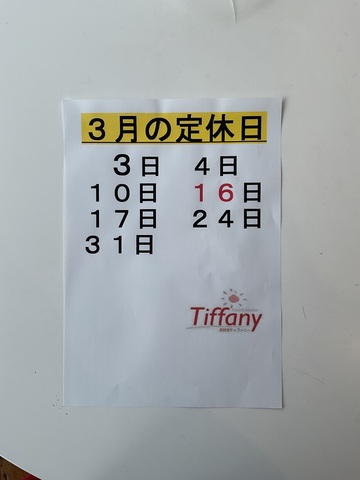 ３月の定休日
３日 ４日
１０日 １６日
１７日 ２４日
３１日
Tiffany